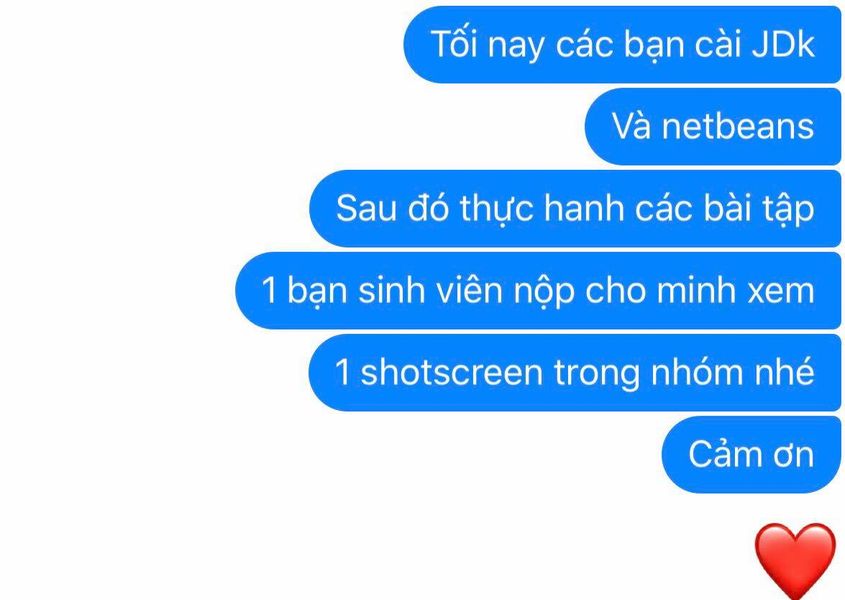 Tối nay các bạn cài JDk
Và netbeans
Sau đó thực hanh các bài tập
1 bạn sinh viên nộp cho minh xem
1 shotscreen trong nhóm nhé
Cảm ơn